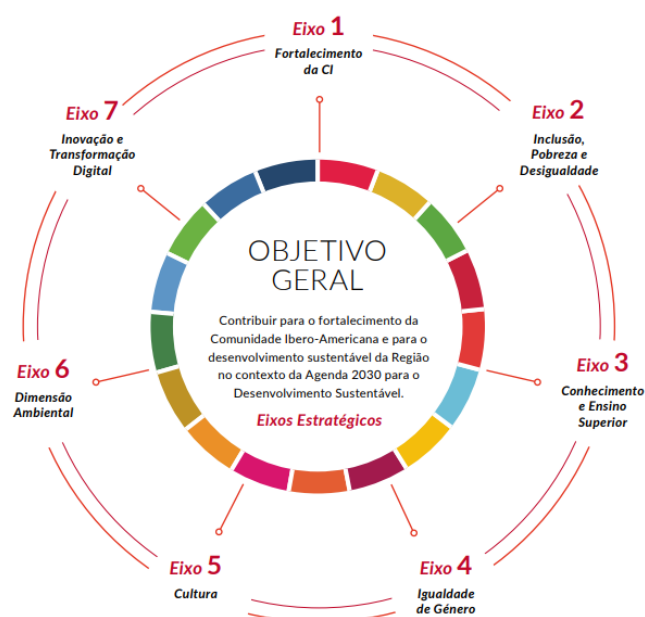 Eixo 1
Fortalecimento
da CI
Eixo 2
Inclusão,
Pobreza e
Desigualdade
Eixo 3
Conhecimento
e Ensino
Superior
Eixo 4
Igualdade
de Género
Eixo 5
Cultura
Eixo 6
Dimensão
Ambiental
Eixo 7
Inovação e
Transformação
Digital
OBJETIVO
GERAL
Contribuir para o fortalecimento da
Comunidade Ibero-Americana e para o
desenvolvimento sustentável da Região
no contexto da Agenda 2030 para o
Desenvolvimento Sustentável.
Eixos Estratégicos